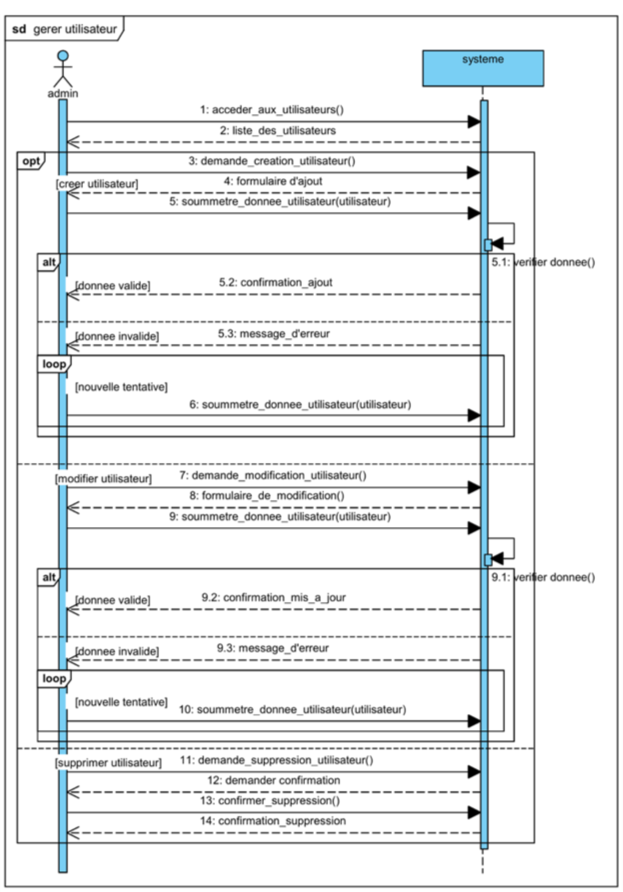 sd gerer utilisateur
systeme
admin
1: acceder_aux_utilisateurs()
2: liste_des_utilisateurs
opt
3: demande_creation_utilisateur()
[creer utilisateur]
4: formulaire d'ajout
5: soummetre_donnee_utilisateur(utilisateur)
5.1: verifier donnee()
alt
[donnee valide]
5.2: confirmation_ajout
[donnee invalide]
5.3: message_d'erreur
loop
[nouvelle tentative]
6: soummetre_donnee_utilisateur(utilisateur)
[modifier utilisateur]
7: demande_modification_utilisateur()
8: formulaire_de_modification()
9: soummetre_donnee_utilisateur(utilisateur)
9.1: verifier donnee()
alt
[donnee valide]
9.2: confirmation_mis_a_jour
[donnee invalide]
9.3: message_d'erreur
loop
[nouvelle tentative]
10: soummetre_donnee_utilisateur(utilisateur)
[supprimer utilisateur]
11: demande_suppression_utilisateur()
12: demander confirmation
13: confirmer_suppression()
14: confirmation_suppression